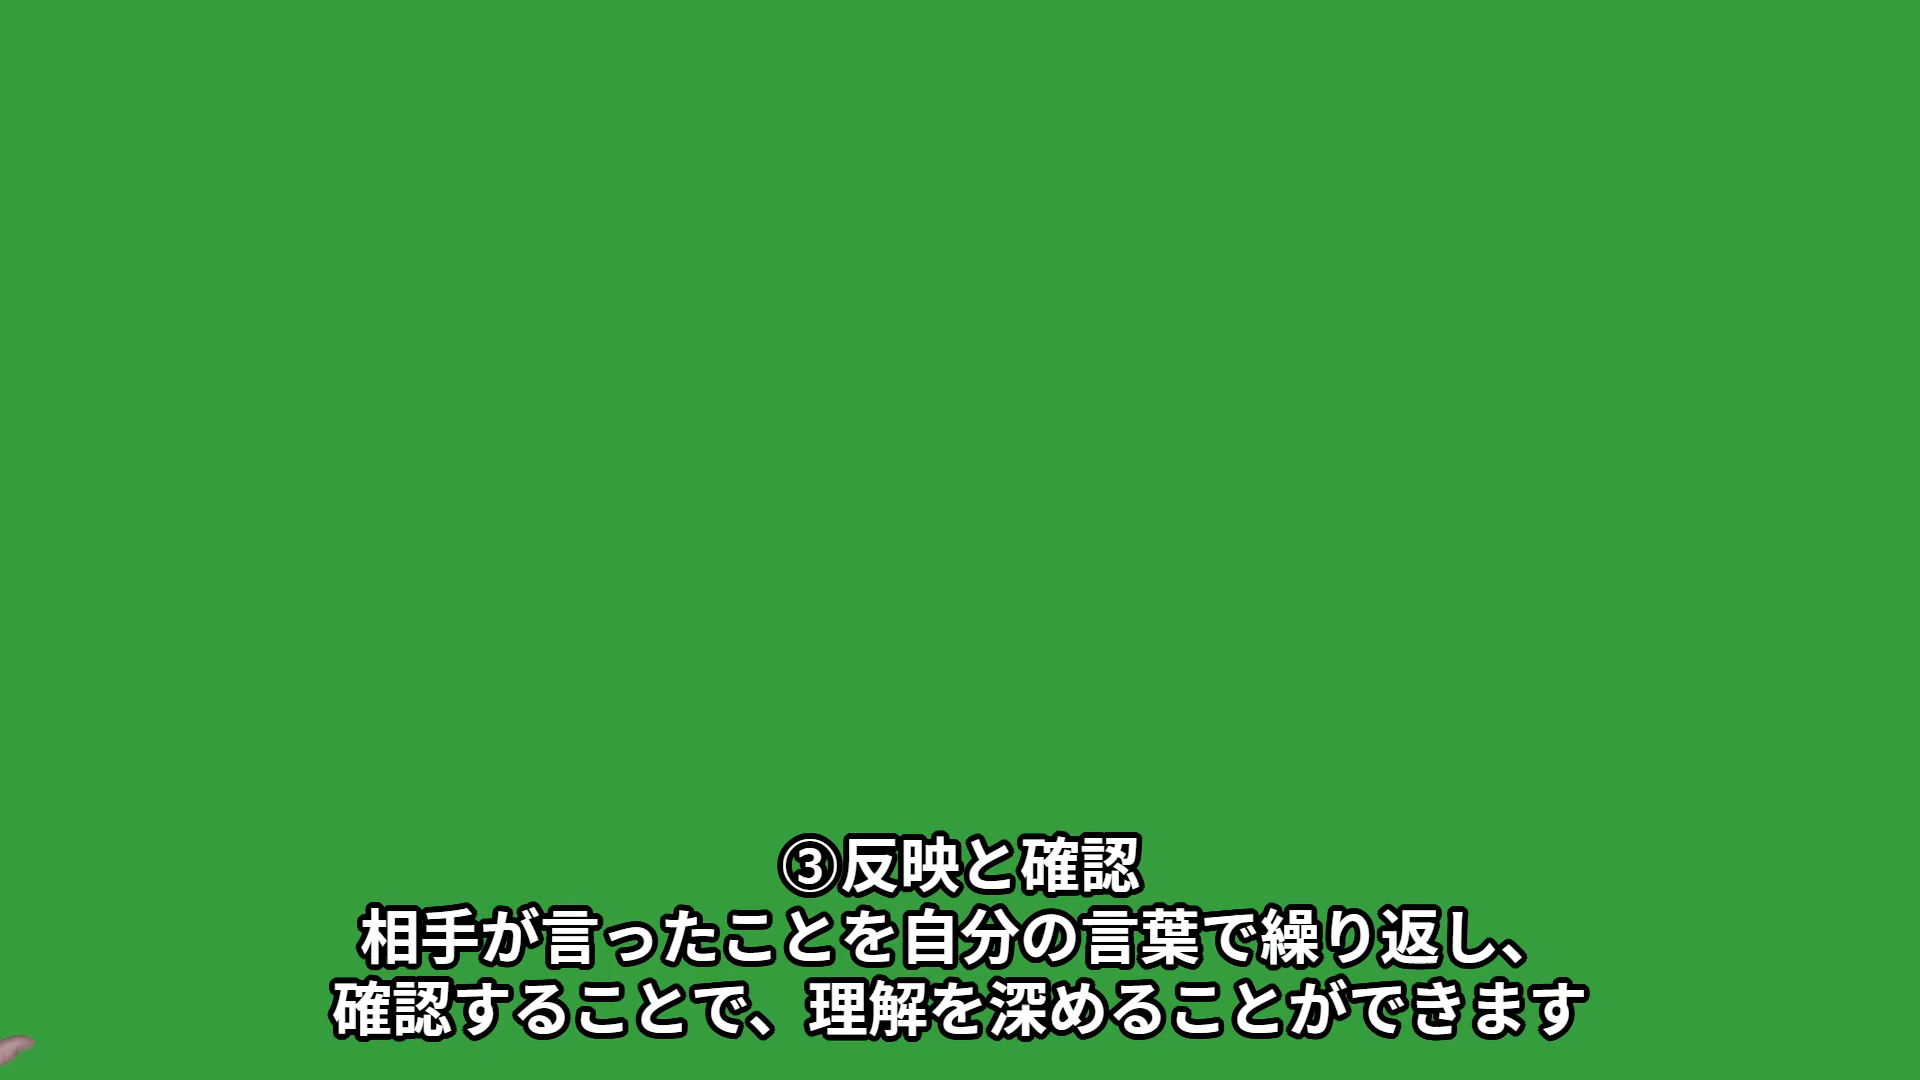 ③反映と確認
相手が言ったことを自分の言葉で繰り返し、
確認することで、理解を深めることができます